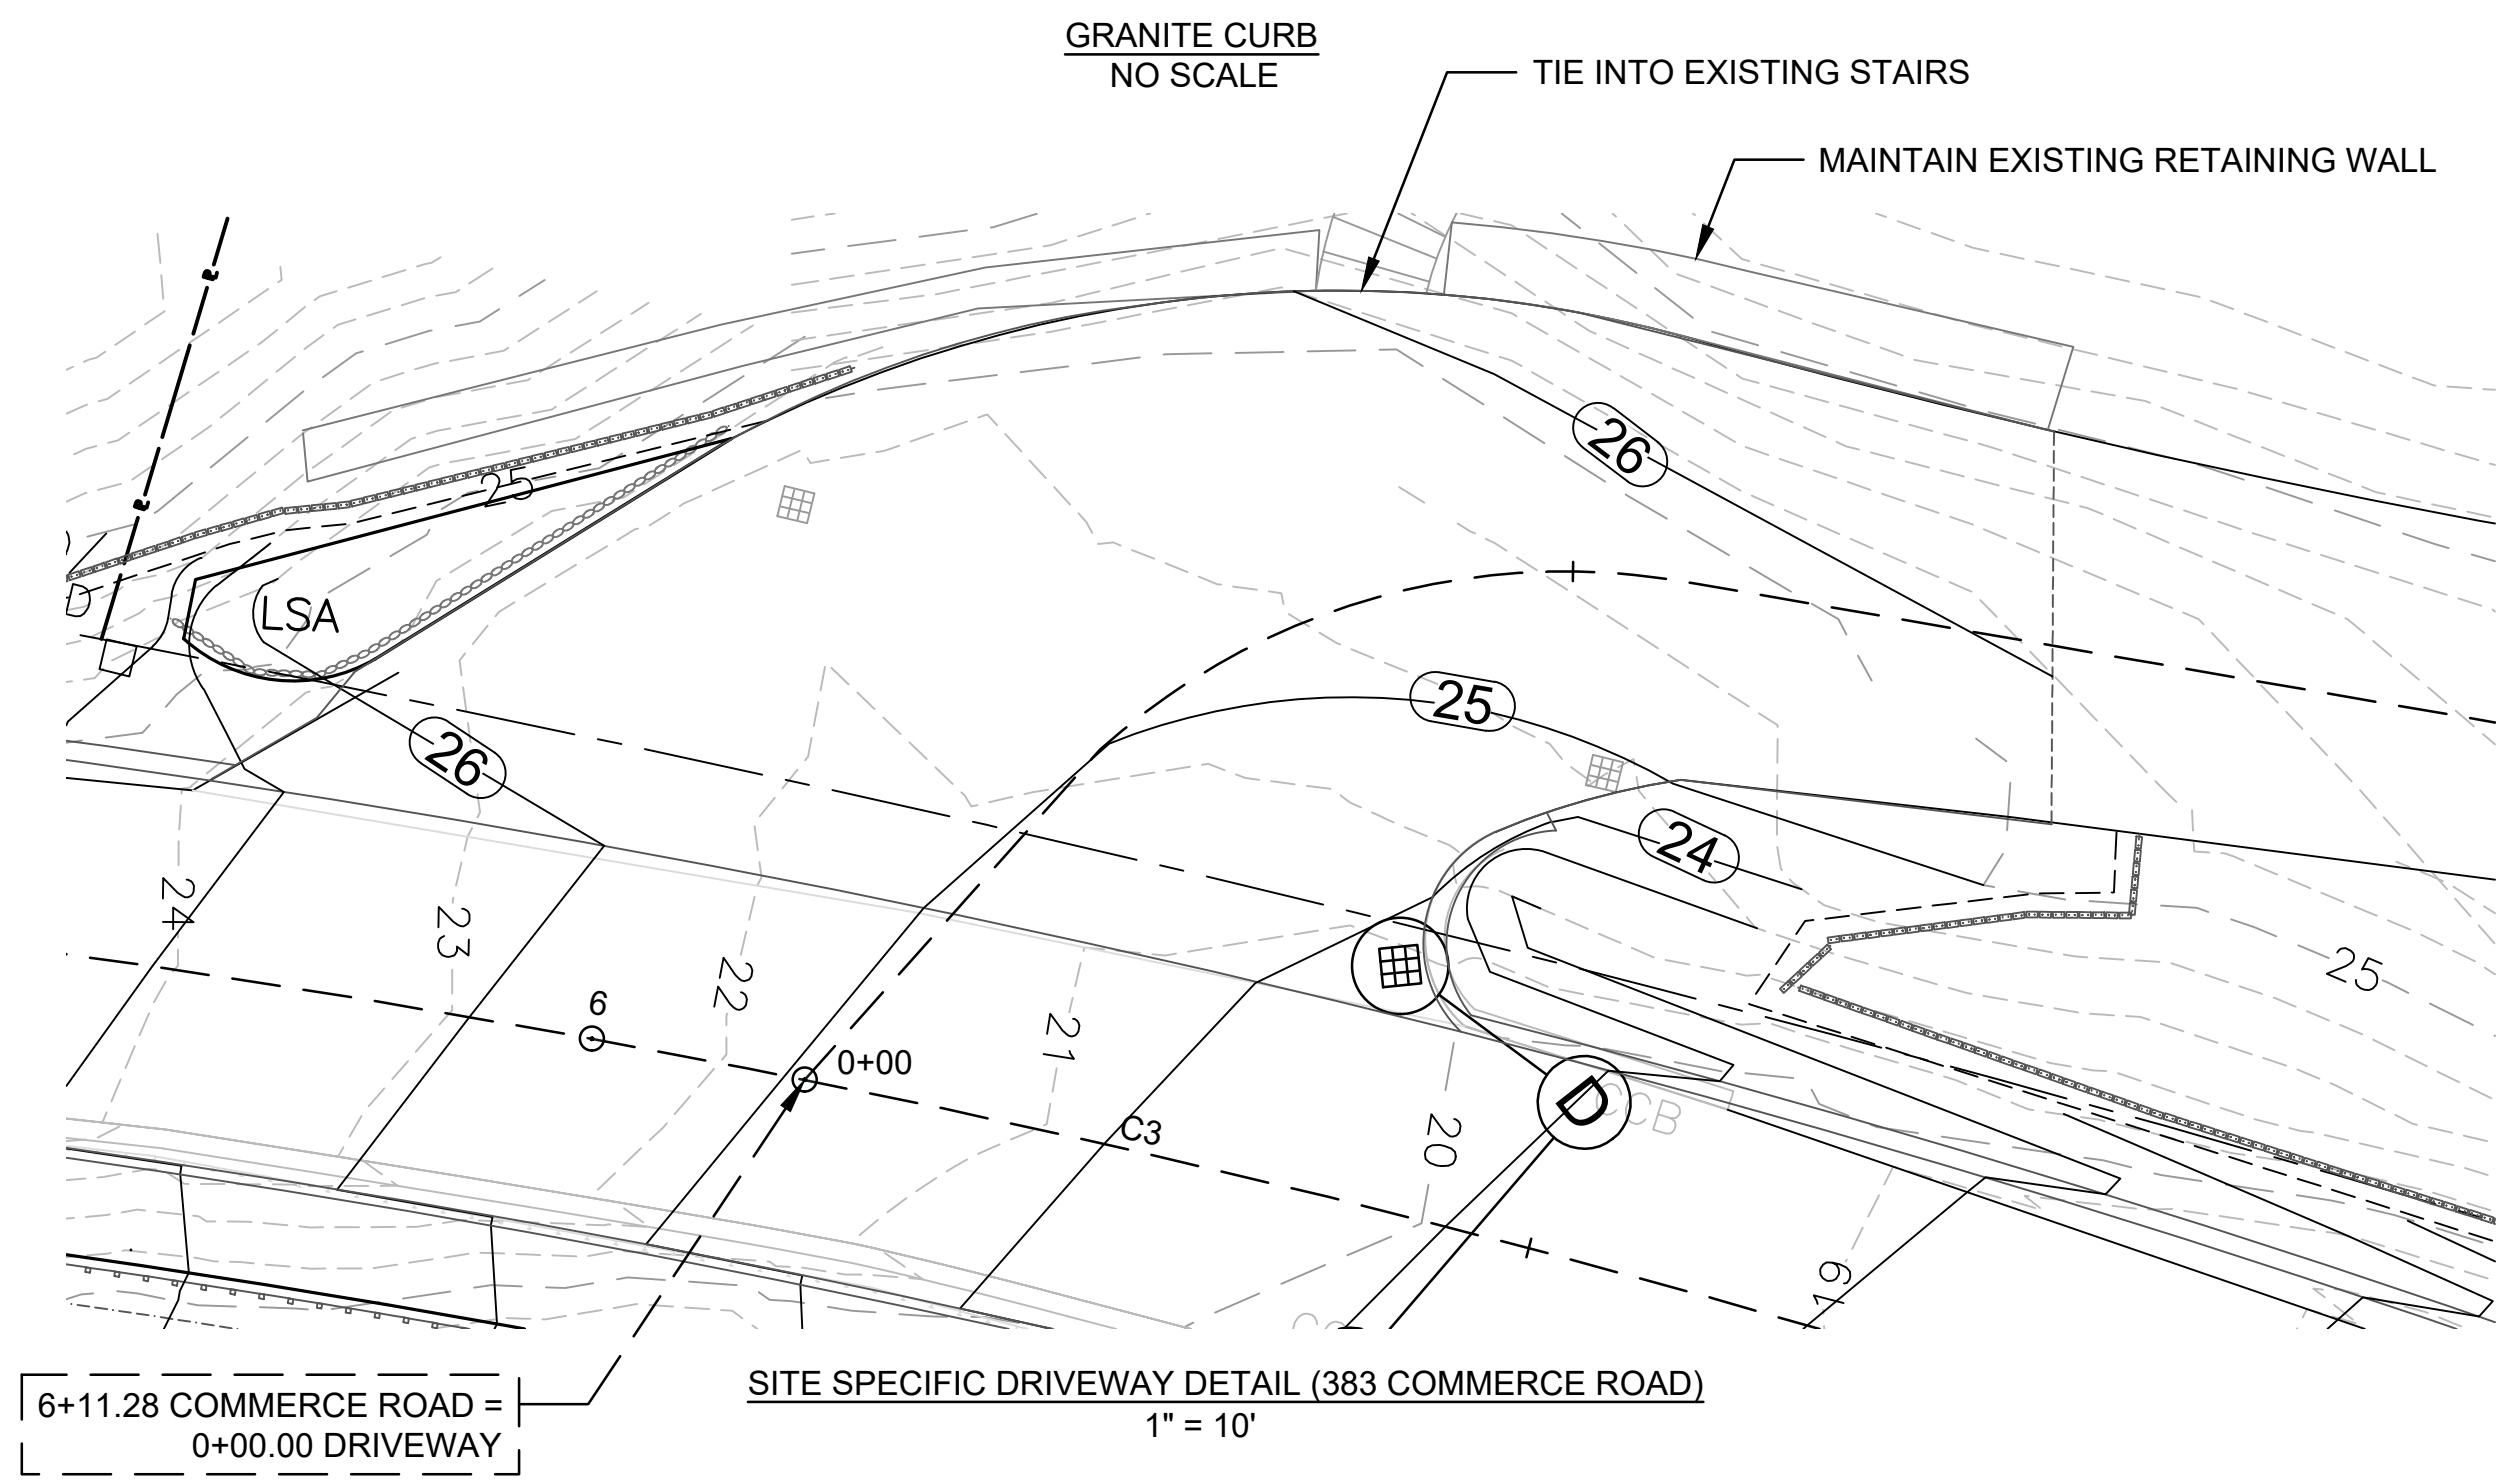 GRANITE CURB
NO SCALE
TIE INTO EXISTING STAIRS
MAINTAIN EXISTING RETAINING WALL
26
25
D
LSA
25
26
24
24
23
22
21
20
19
25
6
0+00
C3
D
CCB
6+11.28 COMMERCE ROAD =
0+00.00 DRIVEWAY
SITE SPECIFIC DRIVEWAY DETAIL (383 COMMERCE ROAD)
1" = 10'